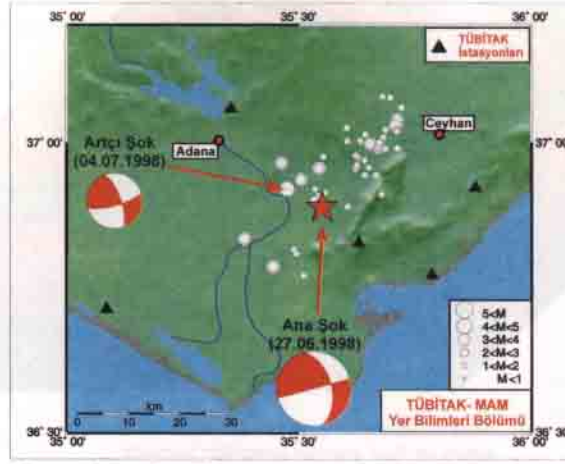 35° 00'
35° 30'
36° 00'
TÜBİTAK
İstasyonları
37° 00'
37° 00'
Ceyhan
Adana
Artçı Şok
(04.07.1998)
Ana Şok
(27.06.1998)
5<M
4<M<5
3<M<4
2<M<3
1<M<2
M<1
km
0 10 20 30
TÜBİTAK- MAM
Yer Bilimleri Bölümü
36° 30'
36° 30'
35° 00'
35° 30'
36° 00'